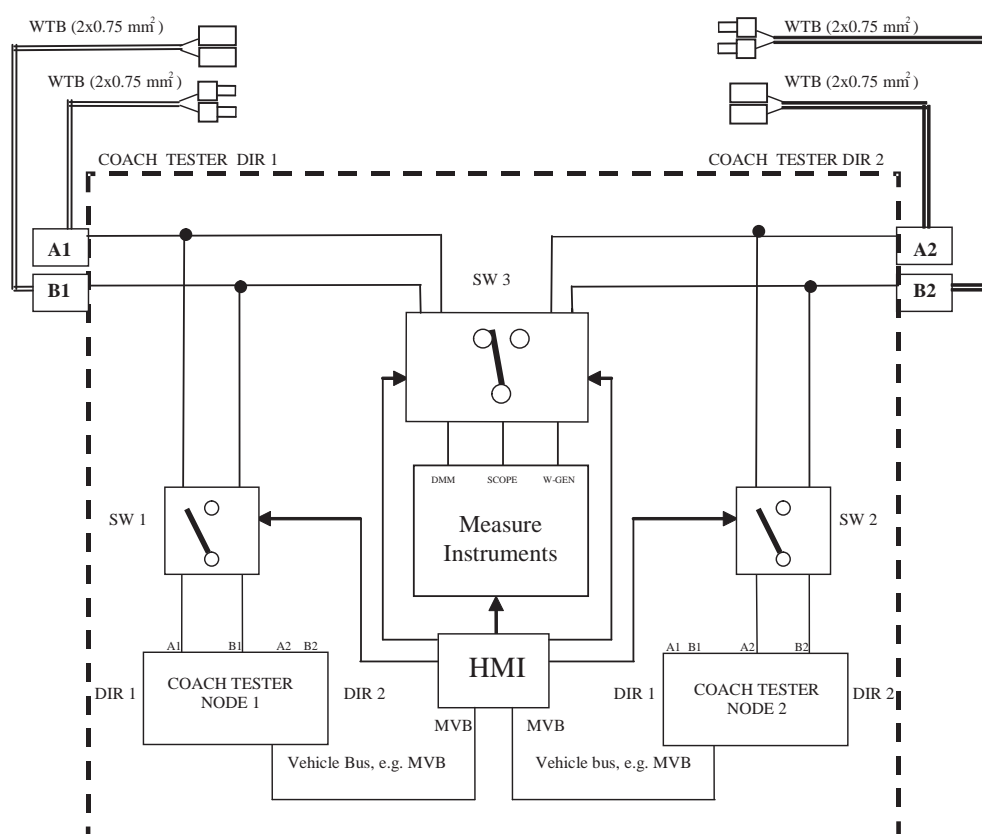 WTB (2x0.75 mm²)
WTB (2x0.75 mm²)
WTB (2x0.75 mm²)
WTB (2x0.75 mm²)
COACH TESTER DIR 1
COACH TESTER DIR 2
A1
A2
B1
B2
SW 3
DMM
SCOPE
W-GEN
SW 1
Measure
Instruments
SW 2
A1
B1
A2
B2
HMI
A1
B1
A2
B2
DIR 1
COACH TESTER
NODE 1
DIR 2
DIR 1
COACH TESTER
NODE 2
DIR 2
MVB
MVB
Vehicle Bus, e.g. MVB
Vehicle bus, e.g. MVB